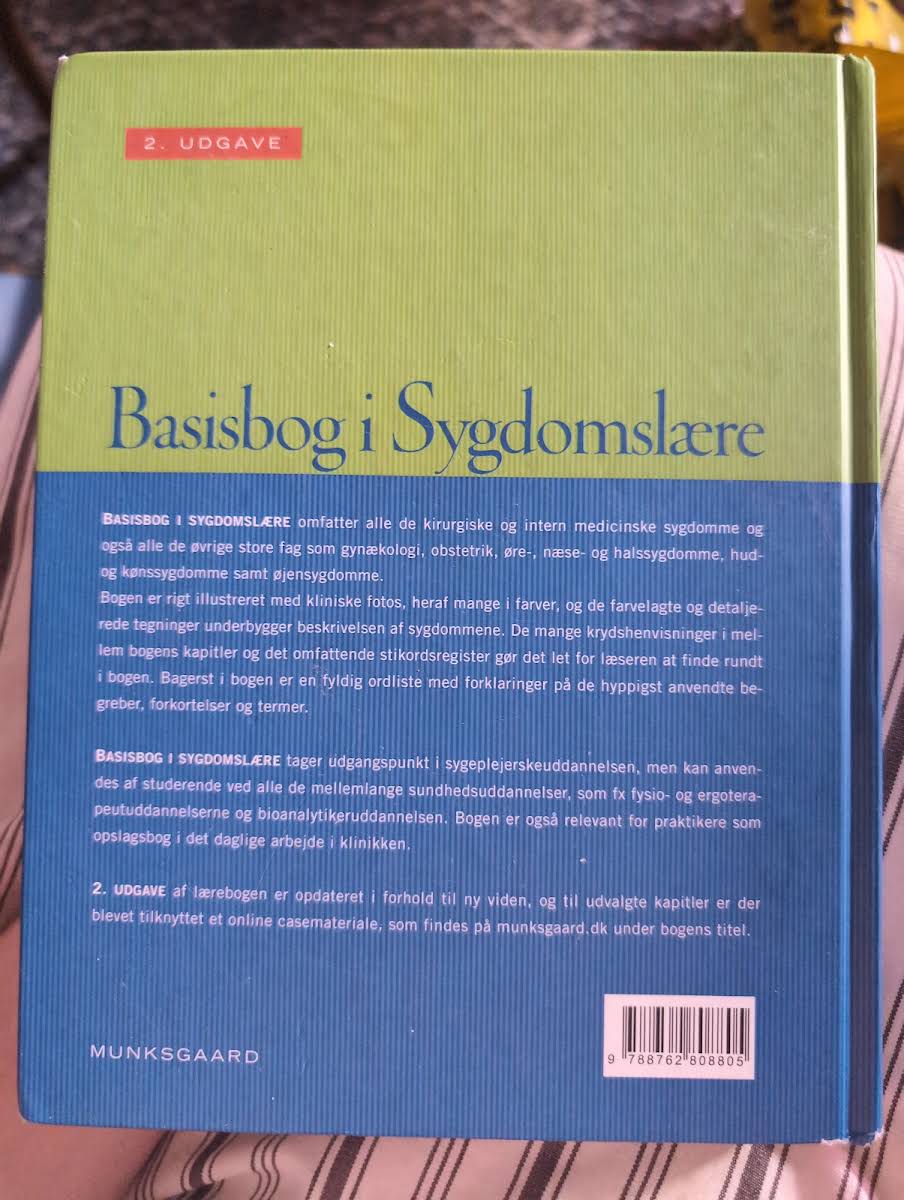 2. UDGAVE
Basisbog i Sygdomslære
BASISBOG I SYGDOMSLÆRE omfatter alle de kirurgiske og intern medicinske sygdomme og
også alle de øvrige store fag som gynækologi, obstetrik, øre-, næse- og halssygdomme, hud-
og kønssygdomme samt øjensygdomme.
Bogen er rigt illustreret med kliniske fotos, heraf mange i farver, og de farvelagte og detalje-
rede tegninger underbygger beskrivelsen af sygdommene. De mange krydshenvisninger i mel-
lem bogens kapitler og det omfattende stikordsregister gør det let for læseren at finde rundt
i bogen. Bagerst i bogen er en fyldig ordliste med forklaringer på de hyppigst anvendte be-
greber, forkortelser og termer.
BASISBOG I SYGDOMSLÆRE tager udgangspunkt i sygeplejerskeuddannelsen, men kan anven-
des af studerende ved alle de mellemlange sundhedsuddannelser, som fx fysio- og ergotera-
peutuddannelserne og bioanalytikeruddannelsen. Bogen er også relevant for praktikere som
opslagsbog i det daglige arbejde i klinikken.
2. UDGAVE af lærebogen er opdateret i forhold til ny viden, og til udvalgte kapitler er der
blevet tilknyttet et online casemateriale, som findes på munksgaard.dk under bogens titel.
MUNKSGAARD
9 788762 808805